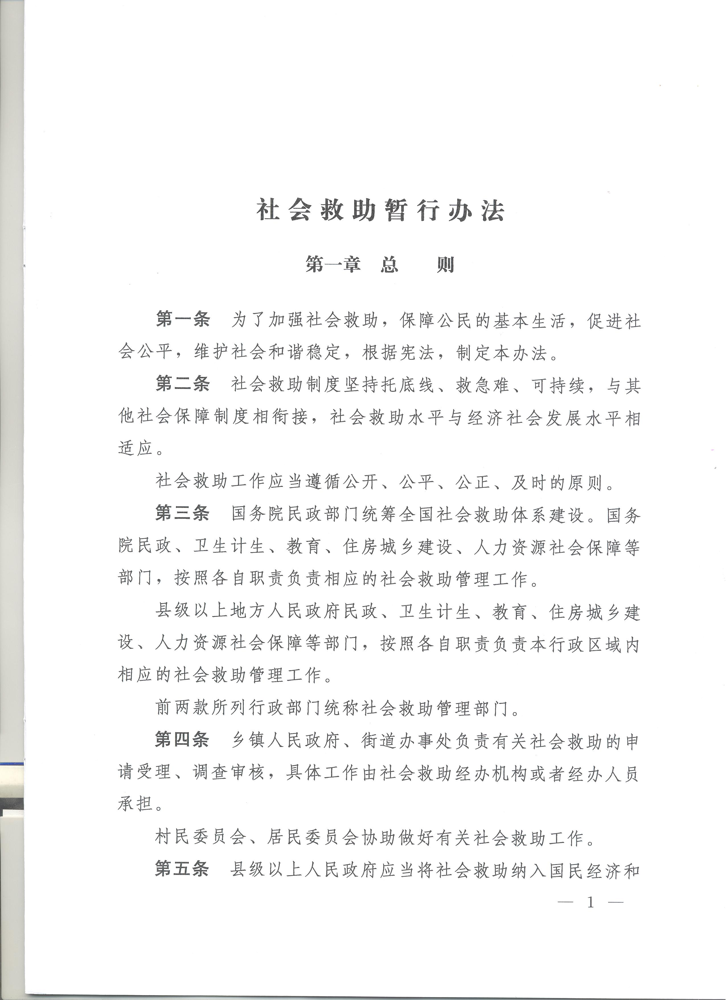 社会救助暂行办法
第一章 总 则
第一条 为了加强社会救助，保障公民的基本生活，促进社
会公平，维护社会和谐稳定，根据宪法，制定本办法。
第二条 社会救助制度坚持托底线、救急难、可持续，与其
他社会保障制度相衔接，社会救助水平与经济社会发展水平相
适应。
社会救助工作应当遵循公开、公平、公正、及时的原则。
第三条 国务院民政部门统筹全国社会救助体系建设。国务
院民政、卫生计生、教育、住房城乡建设、人力资源社会保障等
部门，按照各自职责负责相应的社会救助管理工作。
县级以上地方人民政府民政、卫生计生、教育、住房城乡建
设、人力资源社会保障等部门，按照各自职责负责本行政区域内
相应的社会救助管理工作。
前两款所列行政部门统称社会救助管理部门。
第四条 乡镇人民政府、街道办事处负责有关社会救助的申
请受理、调查审核，具体工作由社会救助经办机构或者经办人员
承担。
村民委员会、居民委员会协助做好有关社会救助工作。
第五条 县级以上人民政府应当将社会救助纳入国民经济和
— 1 —